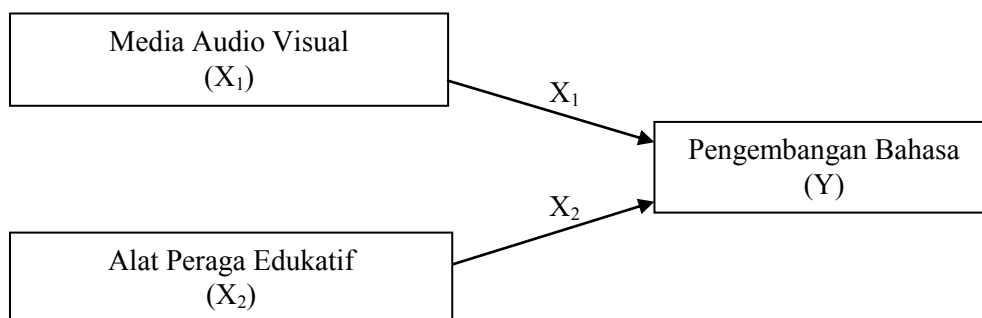 Media Audio Visual
(X₁)
X₁
Pengembangan Bahasa
(Y)
X₂
Alat Peraga Edukatif
(X₂)